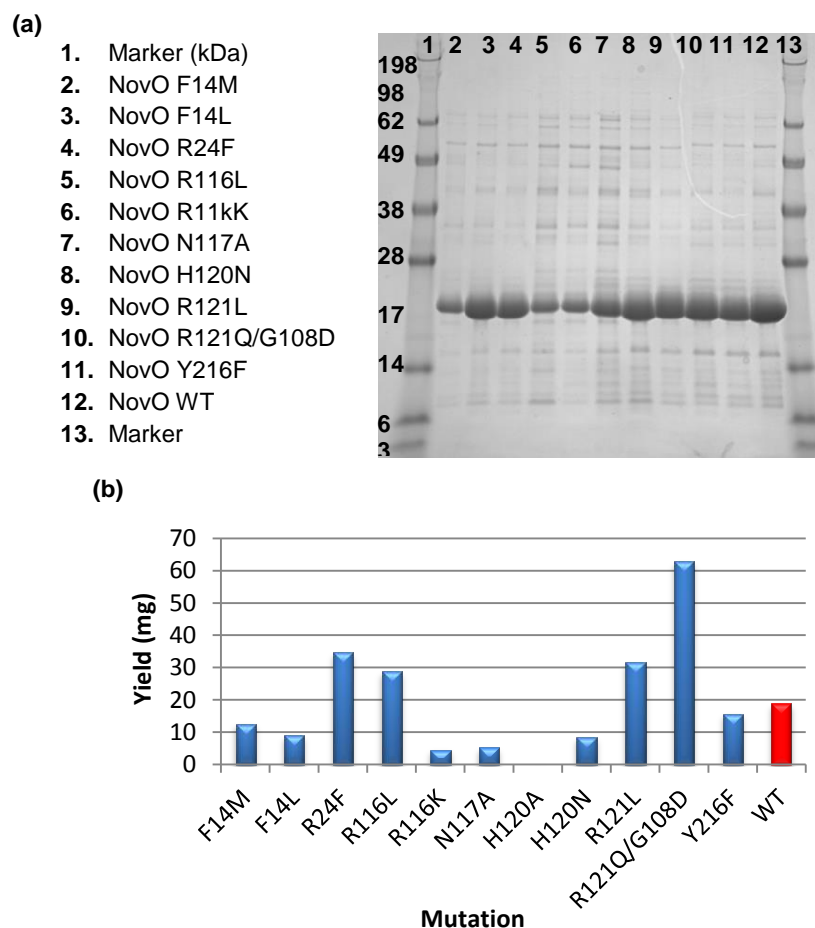 (a)
1. Marker (kDa)
2. NovO F14M
3. NovO F14L
4. NovO R24F
5. NovO R116L
6. NovO R11kK
7. NovO N117A
8. NovO H120N
9. NovO R121L
10. NovO R121Q/G108D
11. NovO Y216F
12. NovO WT
13. Marker
1 2 3 4 5 6 7 8 9 10 11 12 13
198
98
62
49
38
28
17
14
6
3
(b)
Yield (mg)
70
60
50
40
30
20
10
0
F14M
F14L
R24F
R116L
R116K
N117A
H120A
H120N
R121L
R121Q/G108D
Y216F
WT
Mutation